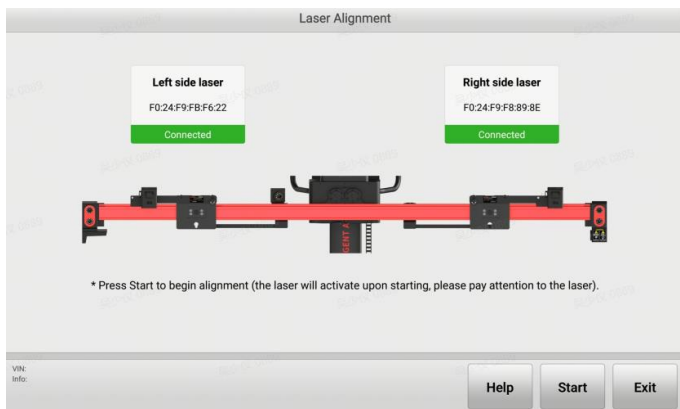 Laser Alignment
Left side laser
F0:24:F9:FB:F6:22
Connected
Right side laser
F0:24:F9:F8:89:8E
Connected
GENT A
* Press Start to begin alignment (the laser will activate upon starting, please pay attention to the laser).
VIN:
Info:
Help
Start
Exit